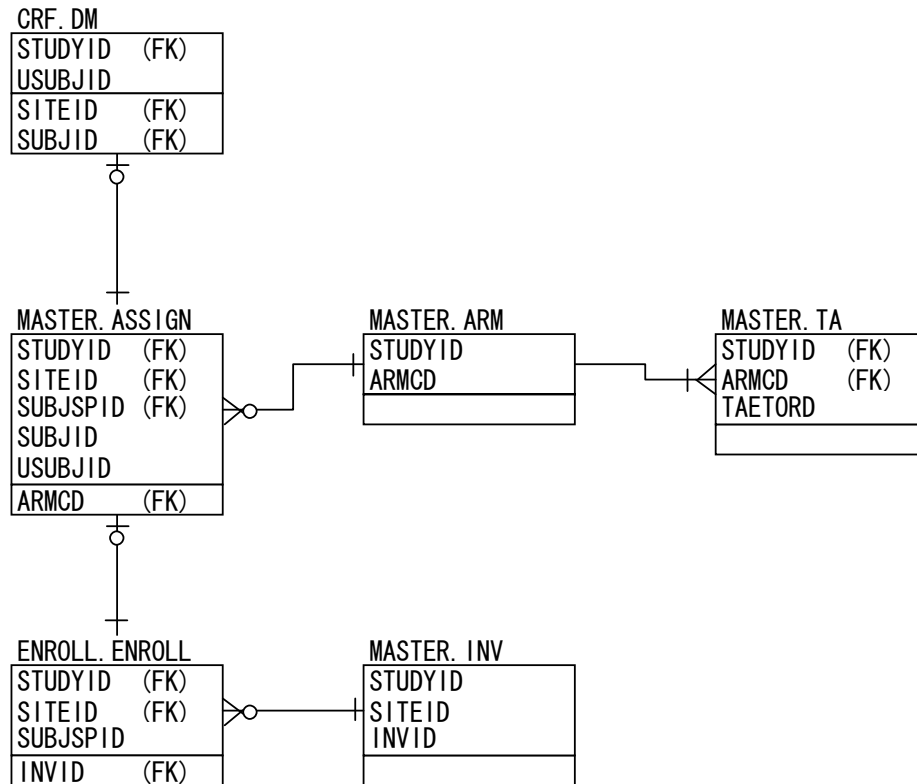 CRF.DM
STUDYID (FK)
USUBJID
SITEID (FK)
SUBJID (FK)
MASTER.ASSIGN
STUDYID (FK)
SITEID (FK)
SUBJSPID (FK)
SUBJID
USUBJID
ARMCD (FK)
MASTER.ARM
STUDYID
ARMCD
MASTER.TA
STUDYID (FK)
ARMCD (FK)
TAETORD
ENROLL.ENROLL
STUDYID (FK)
SITEID (FK)
SUBJSPID
INVID (FK)
MASTER.INV
STUDYID
SITEID
INVID